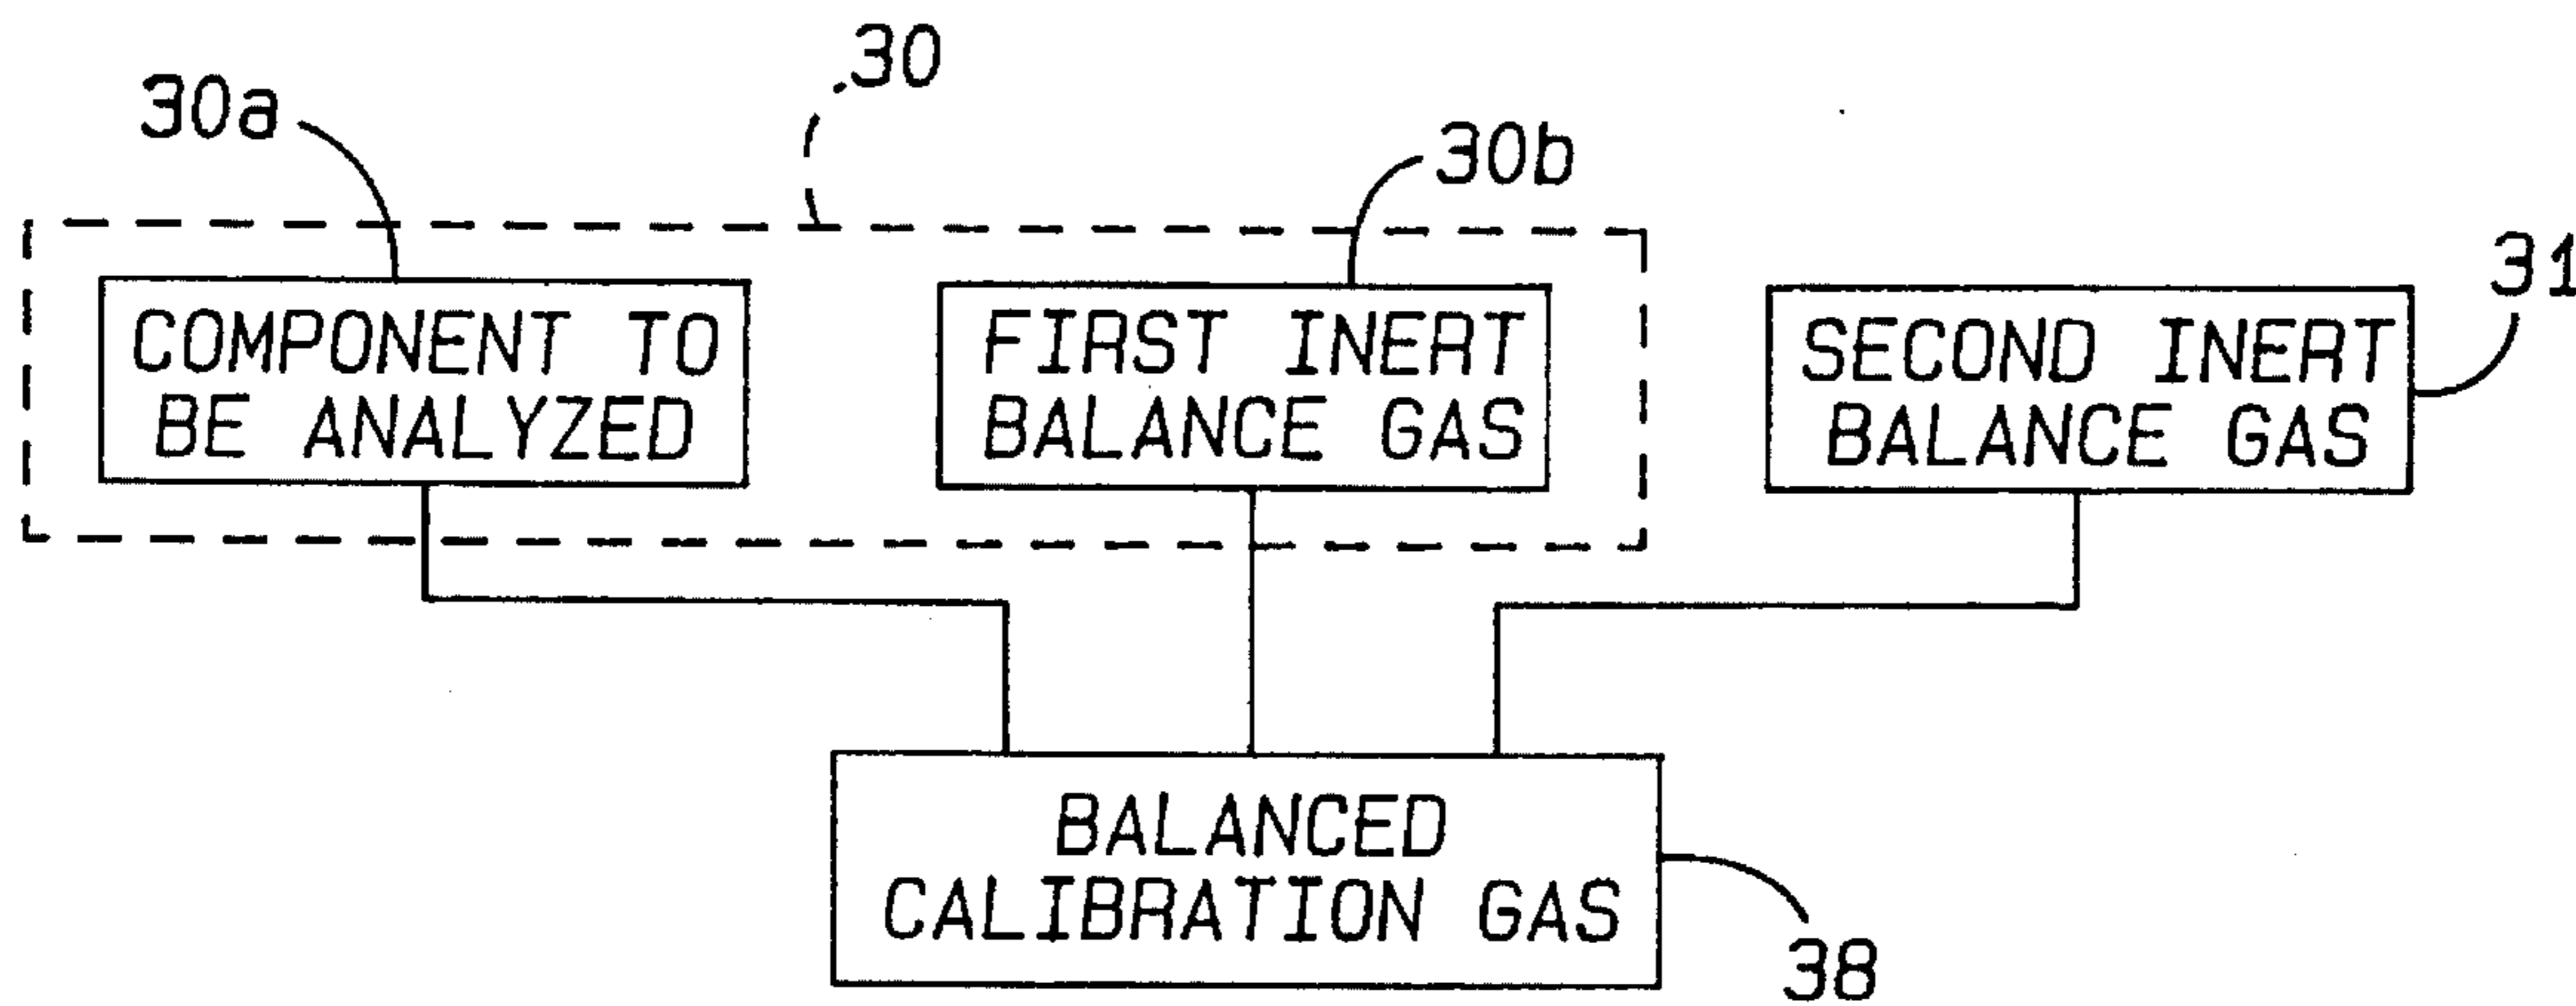 30
30a
30b
COMPONENT TO
BE ANALYZED
FIRST INERT
BALANCE GAS
SECOND INERT
BALANCE GAS
31
BALANCED
CALIBRATION GAS
38